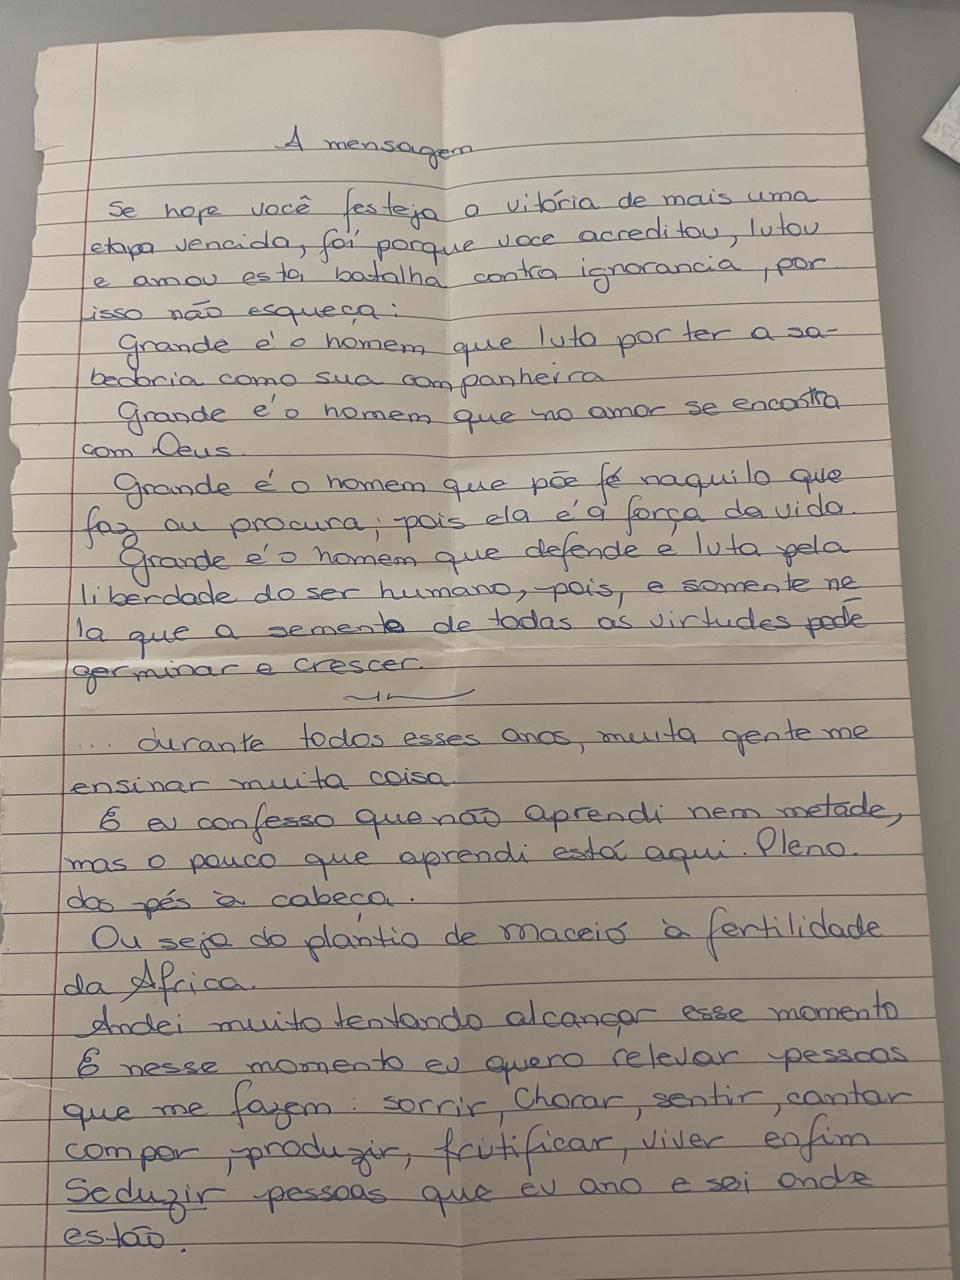 A mensagem
Se hoje você festeja a vitória de mais uma
etapa vencida, foi porque voce acreditou, lutou
e amou esta batalha contra ignorancia, por
isso não esqueça:
Grande é o homem que luta por ter a sa-
bedoria como sua companheira
Grande é o homem que no amor se encontra
com Deus.
Grande é o homem que põe fé naquilo que
faz ou procura; pois ela é a força da vida.
Grande é o homem que defende e luta pela
liberdade do ser humano, pois, e somente ne
la que a semente de todas as virtudes pode
germinar e crescer.
... durante todos esses anos, muita gente me
ensinar muita coisa.
E eu confesso que não aprendi nem metade,
mas o pouco que aprendi está aqui. Pleno.
dos pés à cabeça.
Ou seja do plantio de maceió à fertilidade
da Africa.
Andei muito tentando alcançar esse momento
E nesse momento eu quero relevar pessoas
que me fazem: sorrir, Chorar, sentir, cantar
compor, produzir, frutificar, viver enfim
Seduzir pessoas que eu ano e sei onde
estão.